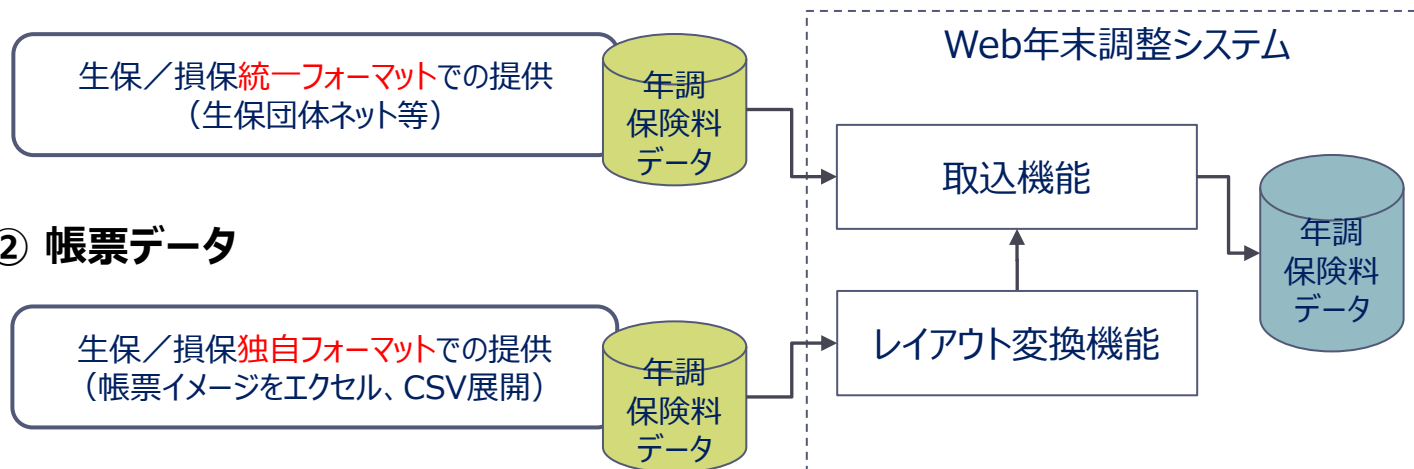 Web年末調整システム
生保／損保統一フォーマットでの提供
（生保団体ネット等）
年調
保険料
データ
取込機能
年調
保険料
データ
② 帳票データ
生保／損保独自フォーマットでの提供
（帳票イメージをエクセル、CSV展開）
年調
保険料
データ
レイアウト変換機能